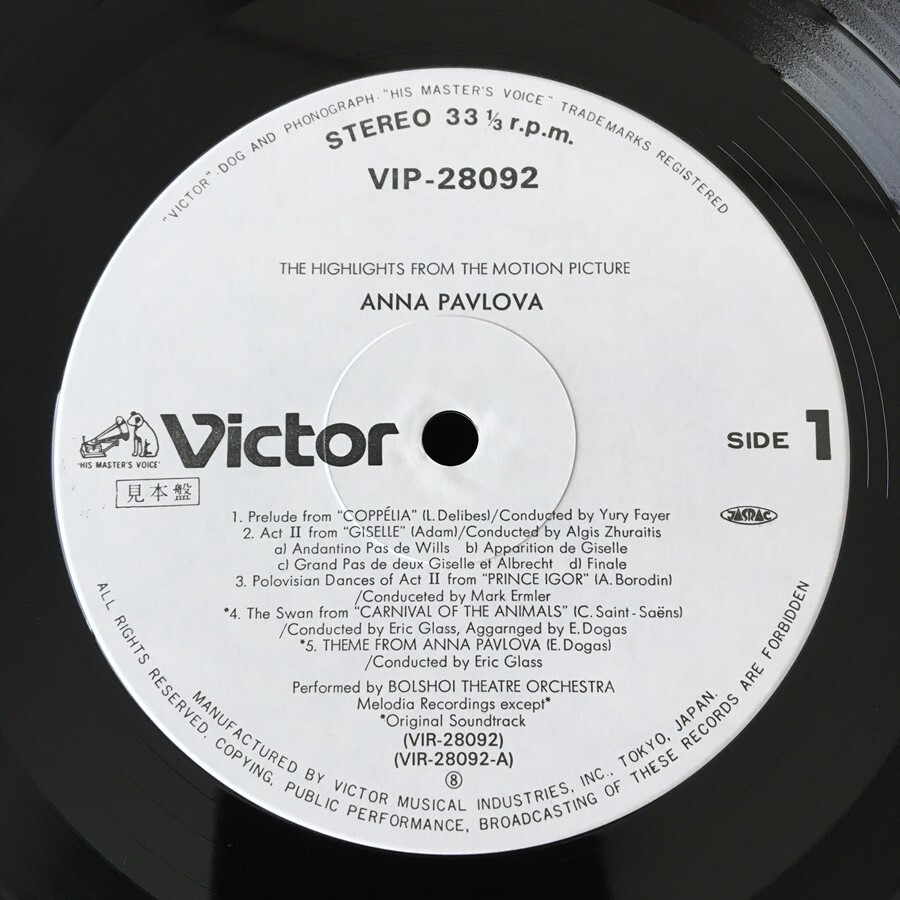 "VICTOR"-DOG AND PHONOGRAPH-"HIS MASTER'S VOICE" TRADEMARKS REGISTERED
STEREO 33 ⅓ r.p.m.
VIP-28092
THE HIGHLIGHTS FROM THE MOTION PICTURE
ANNA PAVLOVA
Victor
"HIS MASTER'S VOICE"
見本盤
SIDE 1
JASRAC
1. Prelude from "COPPÉLIA" (L. Delibes)/Conducted by Yury Fayer
2. Act II from "GISELLE" (Adam)/Conducted by Algis Zhuraitis
a) Andantino Pas de Wills b) Apparition de Giselle
c) Grand Pas de deux Giselle et Albrecht d) Finale
3. Polovisian Dances of Act II from "PRINCE IGOR" (A. Borodin)
/Conduceted by Mark Ermler
*4. The Swan from "CARNIVAL OF THE ANIMALS" (C. Saint-Saëns)
/Conducted by Eric Glass, Aggarnged by E. Dogas
*5. THEME FROM ANNA PAVLOVA (E. Dogas)
/Conducted by Eric Glass
Performed by BOLSHOI THEATRE ORCHESTRA
Melodia Recordings except*
*Original Soundtrack
(VIR-28092)
(VIR-28092-A)
⑧
MANUFACTURED BY VICTOR MUSICAL INDUSTRIES, INC., TOKYO, JAPAN.
ALL RIGHTS RESERVED, COPYING, PUBLIC PERFORMANCE, BROADCASTING OF THESE RECORDS ARE FORBIDDEN